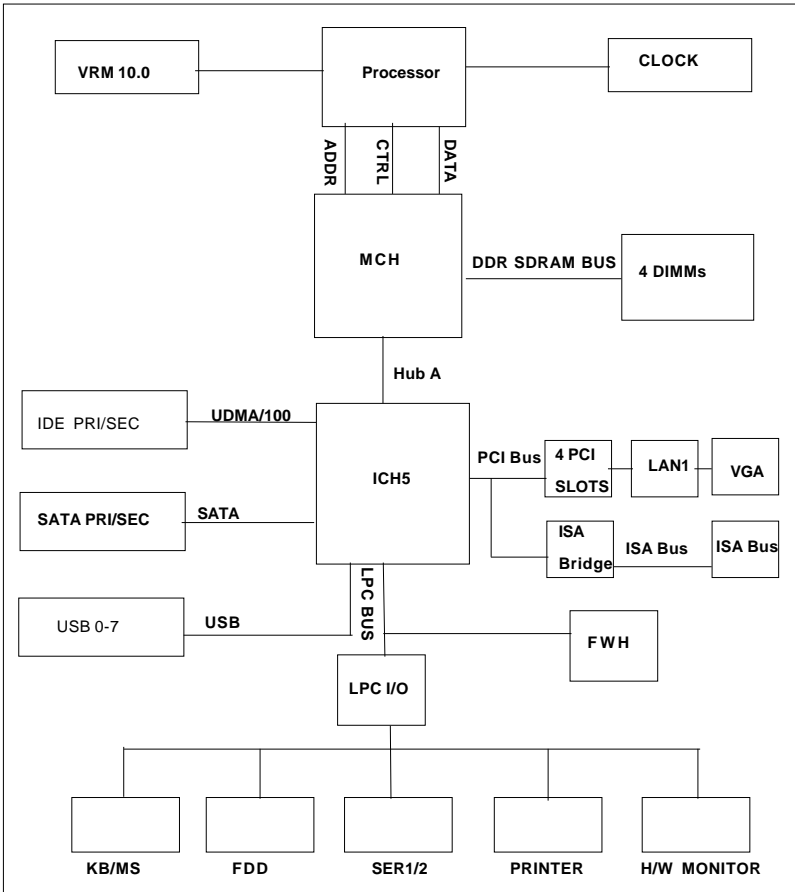 VRM 10.0
Processor
CLOCK
ADDR
CTRL
DATA
MCH
DDR SDRAM BUS
4 DIMMs
Hub A
IDE PRI/SEC
UDMA/100
ICH5
PCI Bus
4 PCI
SLOTS
LAN1
VGA
SATA PRI/SEC
SATA
ISA
Bridge
ISA Bus
ISA Bus
LPC BUS
USB 0-7
USB
FWH
LPC I/O
KB/MS
FDD
SER1/2
PRINTER
H/W MONITOR